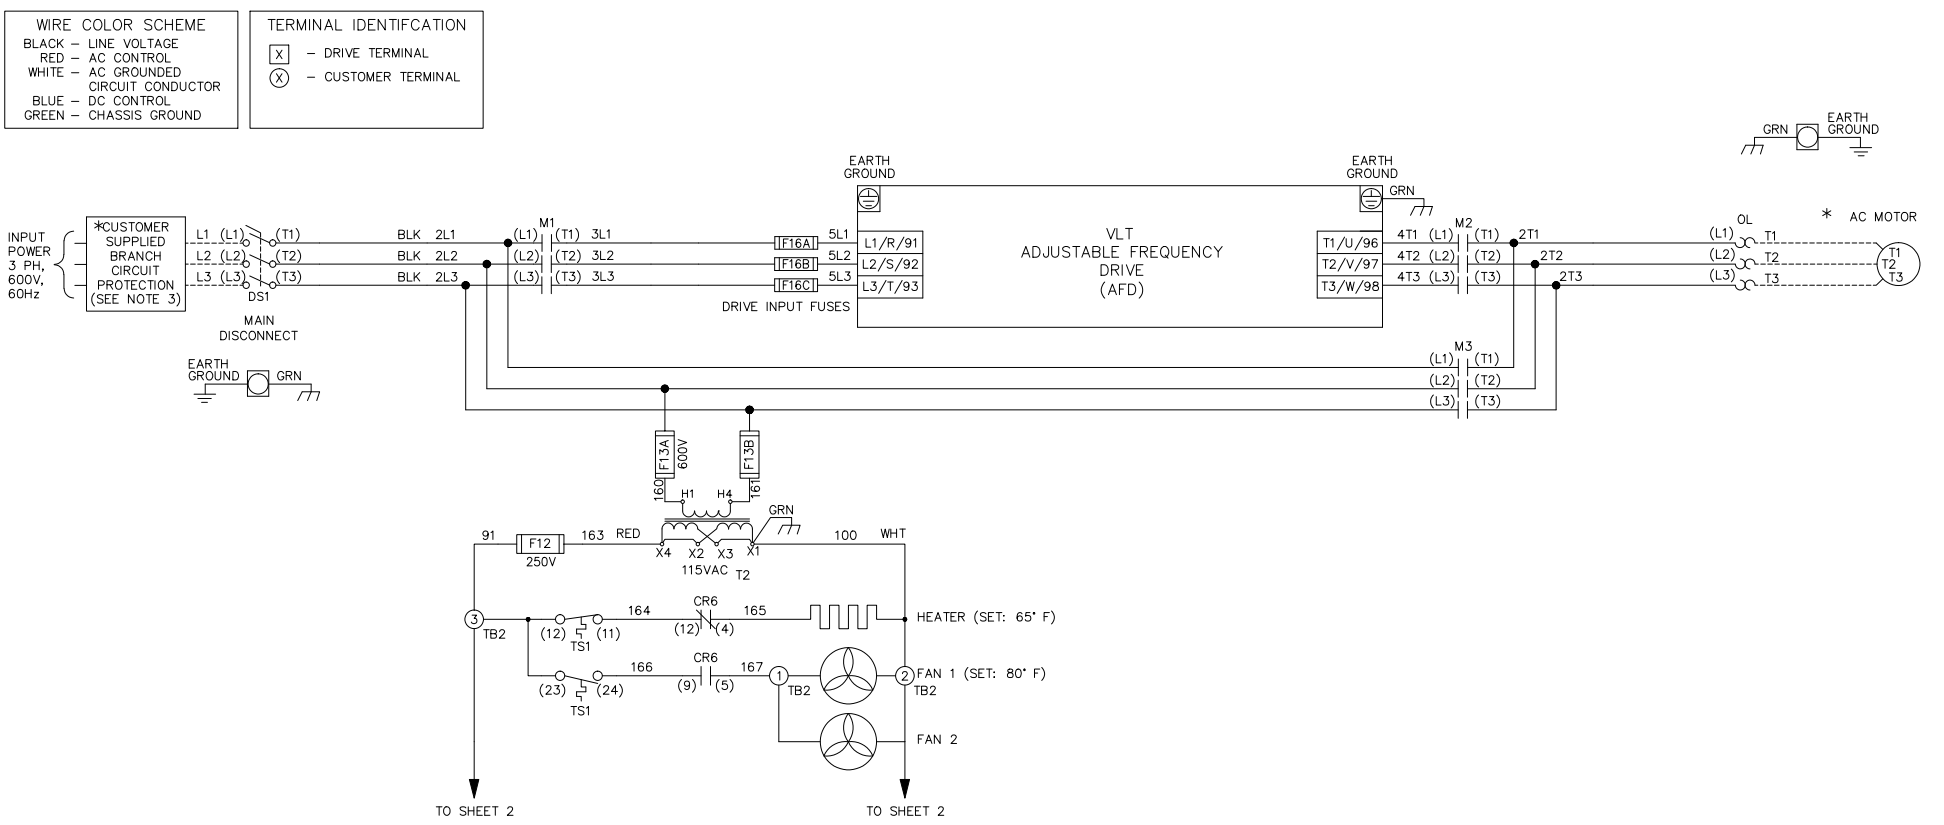 WIRE COLOR SCHEME
BLACK – LINE VOLTAGE
RED – AC CONTROL
WHITE – AC GROUNDED
CIRCUIT CONDUCTOR
BLUE – DC CONTROL
GREEN – CHASSIS GROUND
TERMINAL IDENTIFCATION
X – DRIVE TERMINAL
X – CUSTOMER TERMINAL
GRN
EARTH
GROUND
EARTH
GROUND
EARTH
GROUND
GRN
INPUT
POWER
3 PH,
600V,
60Hz
*CUSTOMER
SUPPLIED
BRANCH
CIRCUIT
PROTECTION
(SEE NOTE 3)
L1 (L1) (T1) BLK 2L1 (L1) M1 (T1) 3L1 F16A 5L1 L1/R/91
L2 (L2) (T2) BLK 2L2 (L2) (T2) 3L2 F16B 5L2 L2/S/92
L3 (L3) (T3) BLK 2L3 (L3) (T3) 3L3 F16C 5L3 L3/T/93
DS1
MAIN
DISCONNECT
DRIVE INPUT FUSES
VLT
ADJUSTABLE FREQUENCY
DRIVE
(AFD)
T1/U/96 4T1 (L1) M2 (T1) 2T1 (L1) OL T1
T2/V/97 4T2 (L2) (T2) 2T2 (L2) T2
T3/W/98 4T3 (L3) (T3) 2T3 (L3) T3
* AC MOTOR
T1
T2
T3
EARTH
GROUND
GRN
M3
(L1) (T1)
(L2) (T2)
(L3) (T3)
F13A
600V
F13B
160
161
H1 H4
GRN
91 F12 163 RED
250V
X4 X2 X3 X1
100 WHT
115VAC T2
3
TB2
(12) (11)
TS1
164
CR6
(12) (4)
165
HEATER (SET: 65° F)
(23) (24)
TS1
166
CR6
(9) (5)
167
1
TB2
2
TB2
FAN 1 (SET: 80° F)
FAN 2
TO SHEET 2
TO SHEET 2